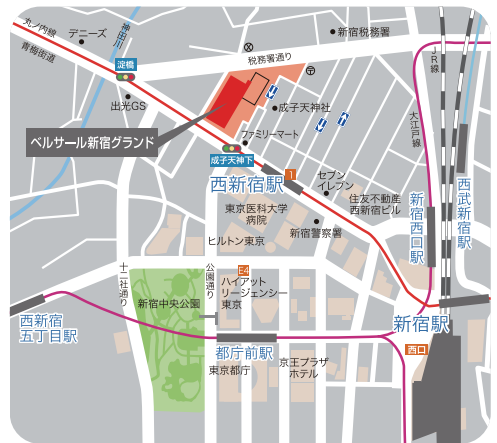 丸ノ内線
青梅街道
デニーズ
神田川
淀橋
出光GS
税務署通り
新宿税務署
JR線
大江戸線
成子天神社
ファミリーマート
ベルサール新宿グランド
成子天神下
西新宿駅
1
セブン
イレブン
住友不動産
西新宿ビル
東京医科大学
病院
新宿警察署
ヒルトン東京
新宿西口駅
西武新宿駅
十二社通り
公園通り
E4
ハイアット
リージェンシー
東京
新宿中央公園
西新宿
五丁目駅
都庁前駅
東京都庁
京王プラザ
ホテル
新宿駅
西口